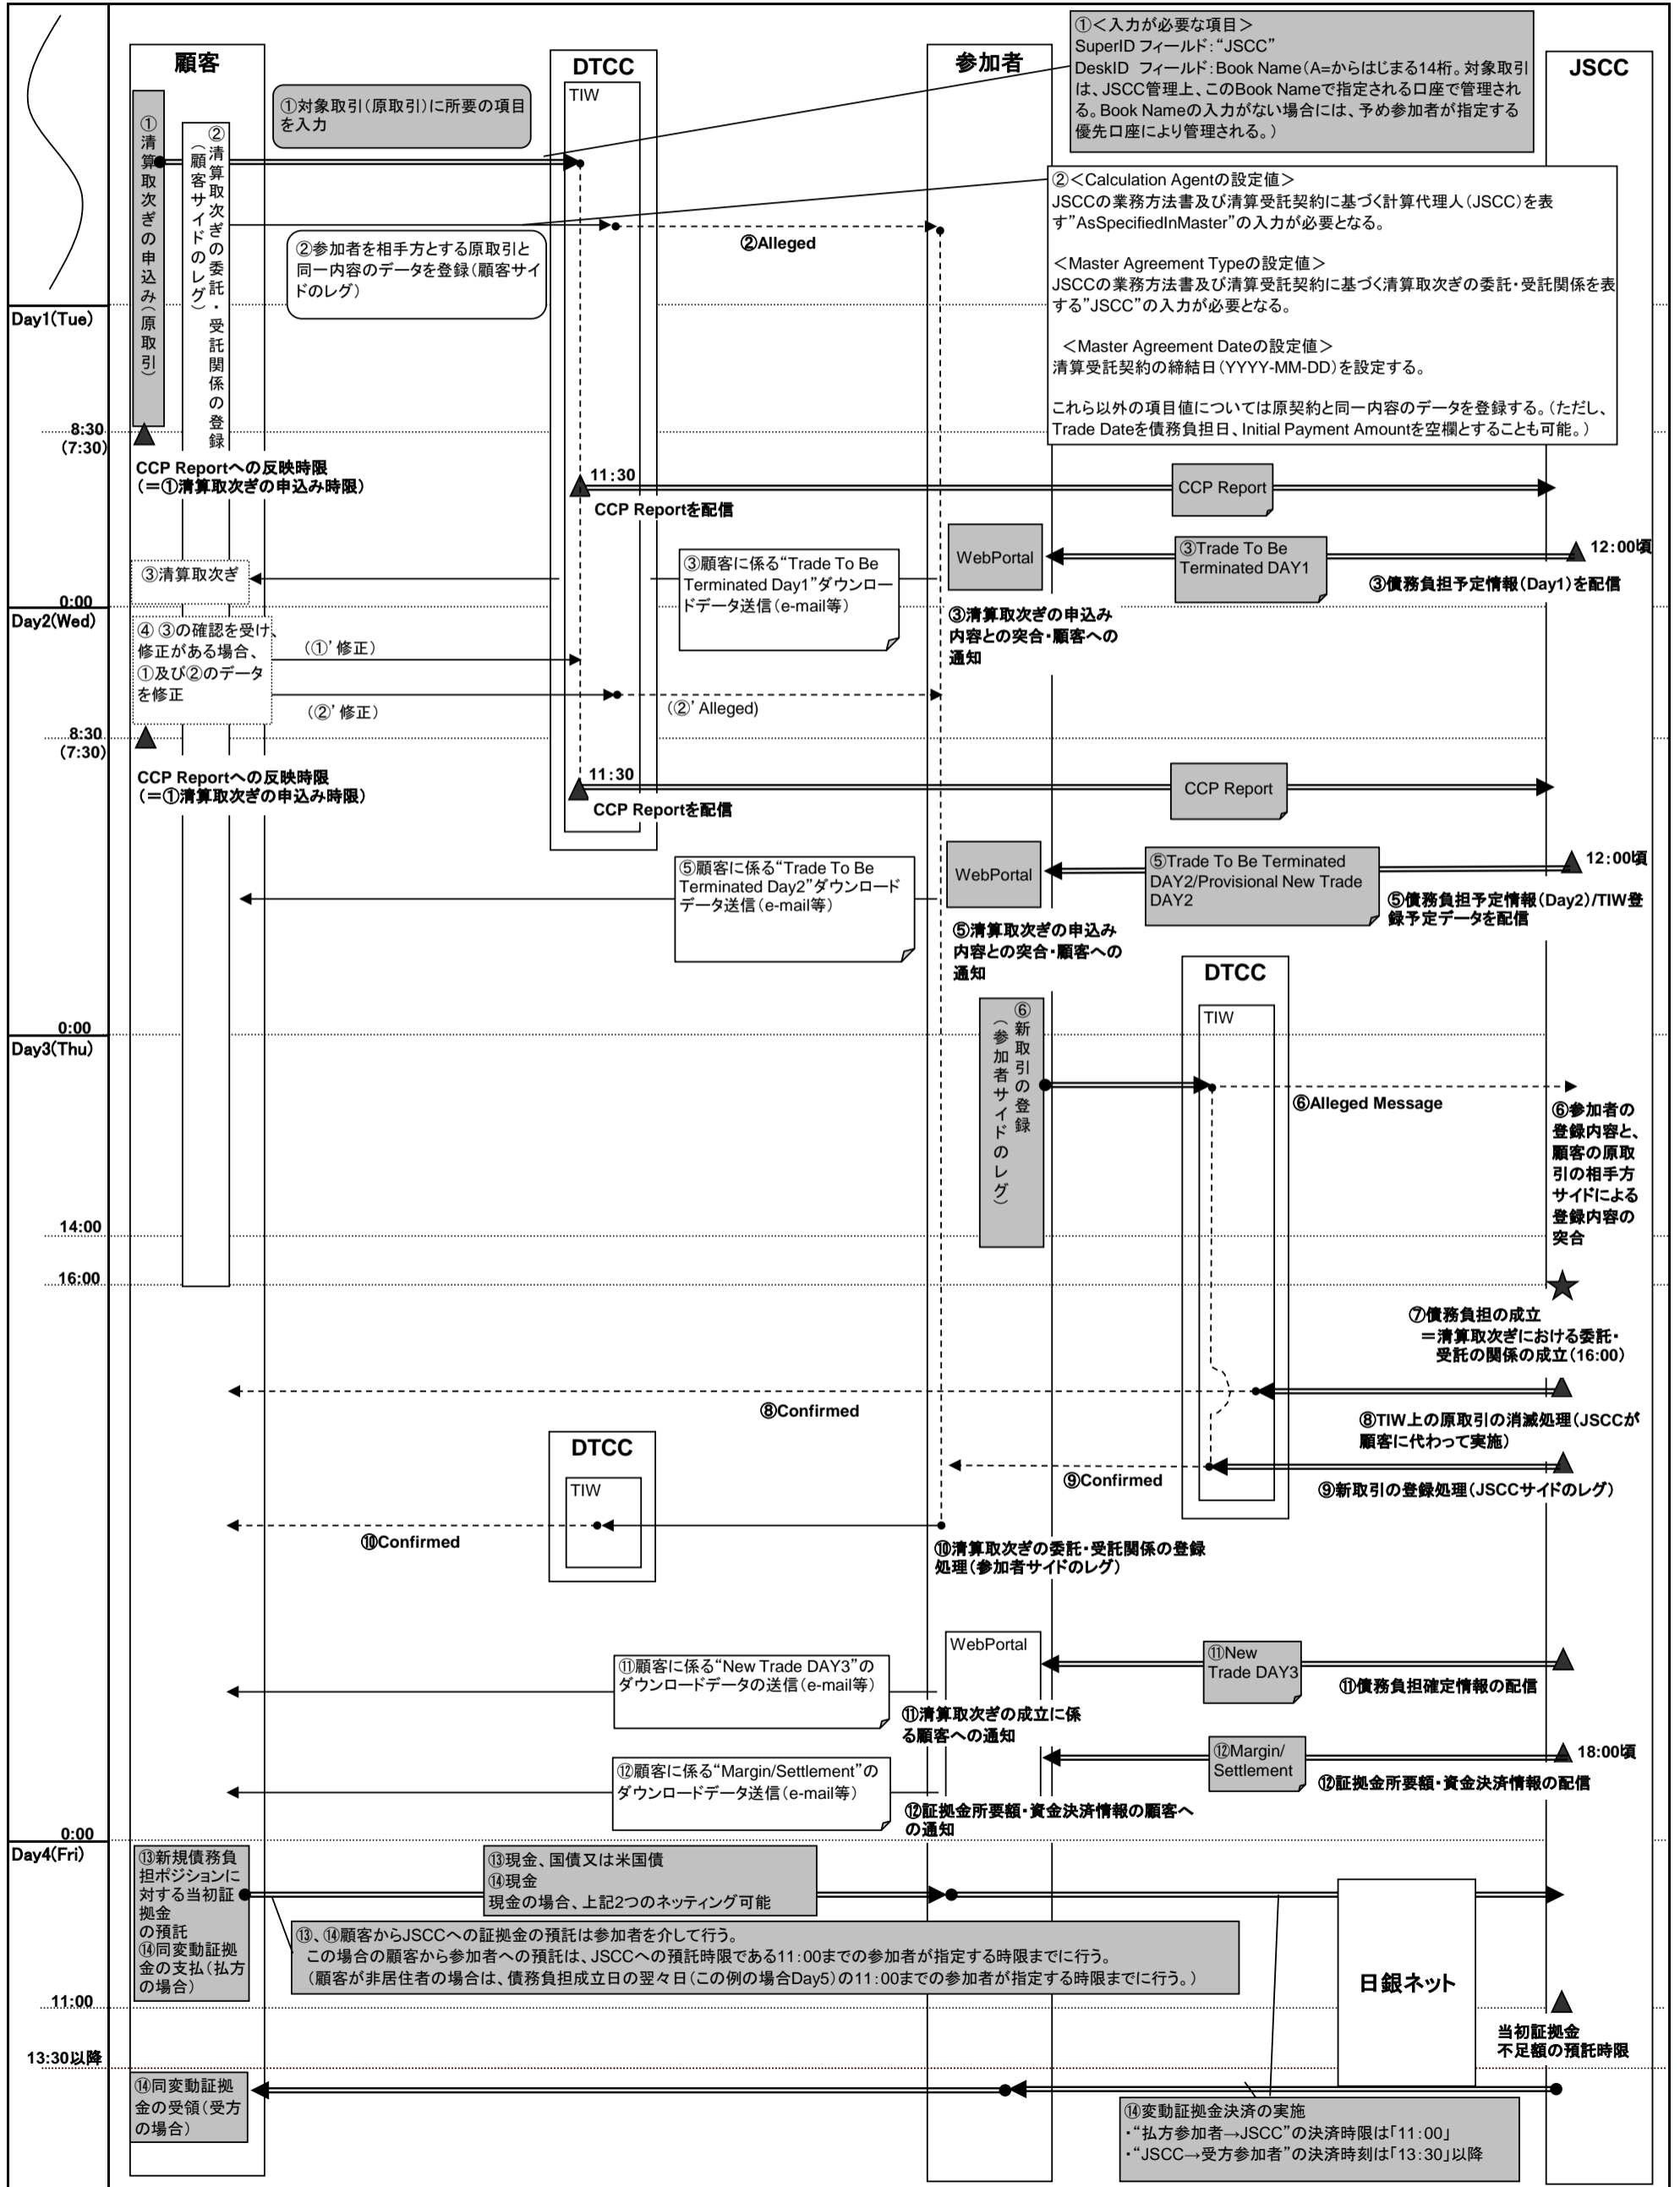 顧客
DTCC
TIW
参加者
JSCC
①＜入力が必要な項目＞
SuperID フィールド：“JSCC”
DeskID フィールド：Book Name（A=からはじまる14桁。対象取引
は、JSCC管理上、このBook Nameで指定される口座で管理され
る。Book Nameの入力がない場合には、予め参加者が指定する
優先口座により管理される。）
①清算取次ぎの申込み（原取引）
②清算取次ぎの委託・受託関係の登録
（顧客サイドのレグ）
①対象取引（原取引）に所要の項目
を入力
②＜Calculation Agentの設定値＞
JSCCの業務方法書及び清算受託契約に基づく計算代理人（JSCC）を表
す”AsSpecifiedInMaster”の入力が必要となる。
＜Master Agreement Typeの設定値＞
JSCCの業務方法書及び清算受託契約に基づく清算取次ぎの委託・受託関係を表
する”JSCC”の入力が必要となる。
＜Master Agreement Dateの設定値＞
清算受託契約の締結日（YYYY-MM-DD）を設定する。
これら以外の項目値については原契約と同一内容のデータを登録する。（ただし、
Trade Dateを債務負担日、Initial Payment Amountを空欄とすることも可能。）
②Alleged
②参加者を相手方とする原取引と
同一内容のデータを登録（顧客サイ
ドのレグ）
Day1(Tue)
8:30
(7:30)
CCP Reportへの反映時限
（＝①清算取次ぎの申込み時限）
11:30
CCP Reportを配信
CCP Report
WebPortal
③Trade To Be
Terminated DAY1
12:00頃
③債務負担予定情報（Day1）を配信
③清算取次ぎ
③顧客に係る“Trade To Be
Terminated Day1”ダウンロー
ドデータ送信（e-mail等）
③清算取次ぎの申込み
内容との突合・顧客への
通知
0:00
Day2(Wed)
④ ③の確認を受け、
修正がある場合、
①及び②のデータ
を修正
（①’ 修正）
（②’ 修正）
（②’ Alleged)
8:30
(7:30)
CCP Reportへの反映時限
（＝①清算取次ぎの申込み時限）
11:30
CCP Reportを配信
CCP Report
⑤顧客に係る“Trade To Be
Terminated Day2”ダウンロード
データ送信（e-mail等）
WebPortal
⑤Trade To Be Terminated
DAY2/Provisional New Trade
DAY2
12:00頃
⑤債務負担予定情報（Day2）/TIW登
録予定データを配信
⑤清算取次ぎの申込み
内容との突合・顧客への
通知
DTCC
TIW
0:00
Day3(Thu)
⑥新取引の登録
（参加者サイドのレグ）
⑥Alleged Message
⑥参加者の
登録内容と、
顧客の原取
引の相手方
サイドによる
登録内容の
突合
14:00
16:00
⑦債務負担の成立
＝清算取次ぎにおける委託・
受託の関係の成立（16:00）
⑧Confirmed
⑧TIW上の原取引の消滅処理（JSCCが
顧客に代わって実施）
DTCC
TIW
⑨Confirmed
⑨新取引の登録処理（JSCCサイドのレグ）
⑩Confirmed
⑩清算取次ぎの委託・受託関係の登録
処理（参加者サイドのレグ）
WebPortal
⑪顧客に係る“New Trade DAY3”の
ダウンロードデータの送信（e-mail等）
⑪New
Trade DAY3
⑪債務負担確定情報の配信
⑪清算取次ぎの成立に係
る顧客への通知
⑫顧客に係る“Margin/Settlement”の
ダウンロードデータ送信（e-mail等）
⑫Margin/
Settlement
18:00頃
⑫証拠金所要額・資金決済情報の配信
⑫証拠金所要額・資金決済情報の顧客へ
の通知
0:00
Day4(Fri)
⑬新規債務負
担ポジションに
対する当初証
拠金
の預託
⑭同変動証拠
金の支払（払方
の場合）
⑬現金、国債又は米国債
⑭現金
現金の場合、上記2つのネッティング可能
⑬、⑭顧客からJSCCへの証拠金の預託は参加者を介して行う。
この場合の顧客から参加者への預託は、JSCCへの預託時限である11:00までの参加者が指定する時限までに行う。
（顧客が非居住者の場合は、債務負担成立日の翌々日（この例の場合Day5）の11:00までの参加者が指定する時限までに行う。）
日銀ネット
11:00
当初証拠金
不足額の預託時限
13:30以降
⑭同変動証拠
金の受領（受方
の場合）
⑭変動証拠金決済の実施
・“払方参加者→JSCC”の決済時限は「11:00」
・“JSCC→受方参加者”の決済時刻は「13:30」以降